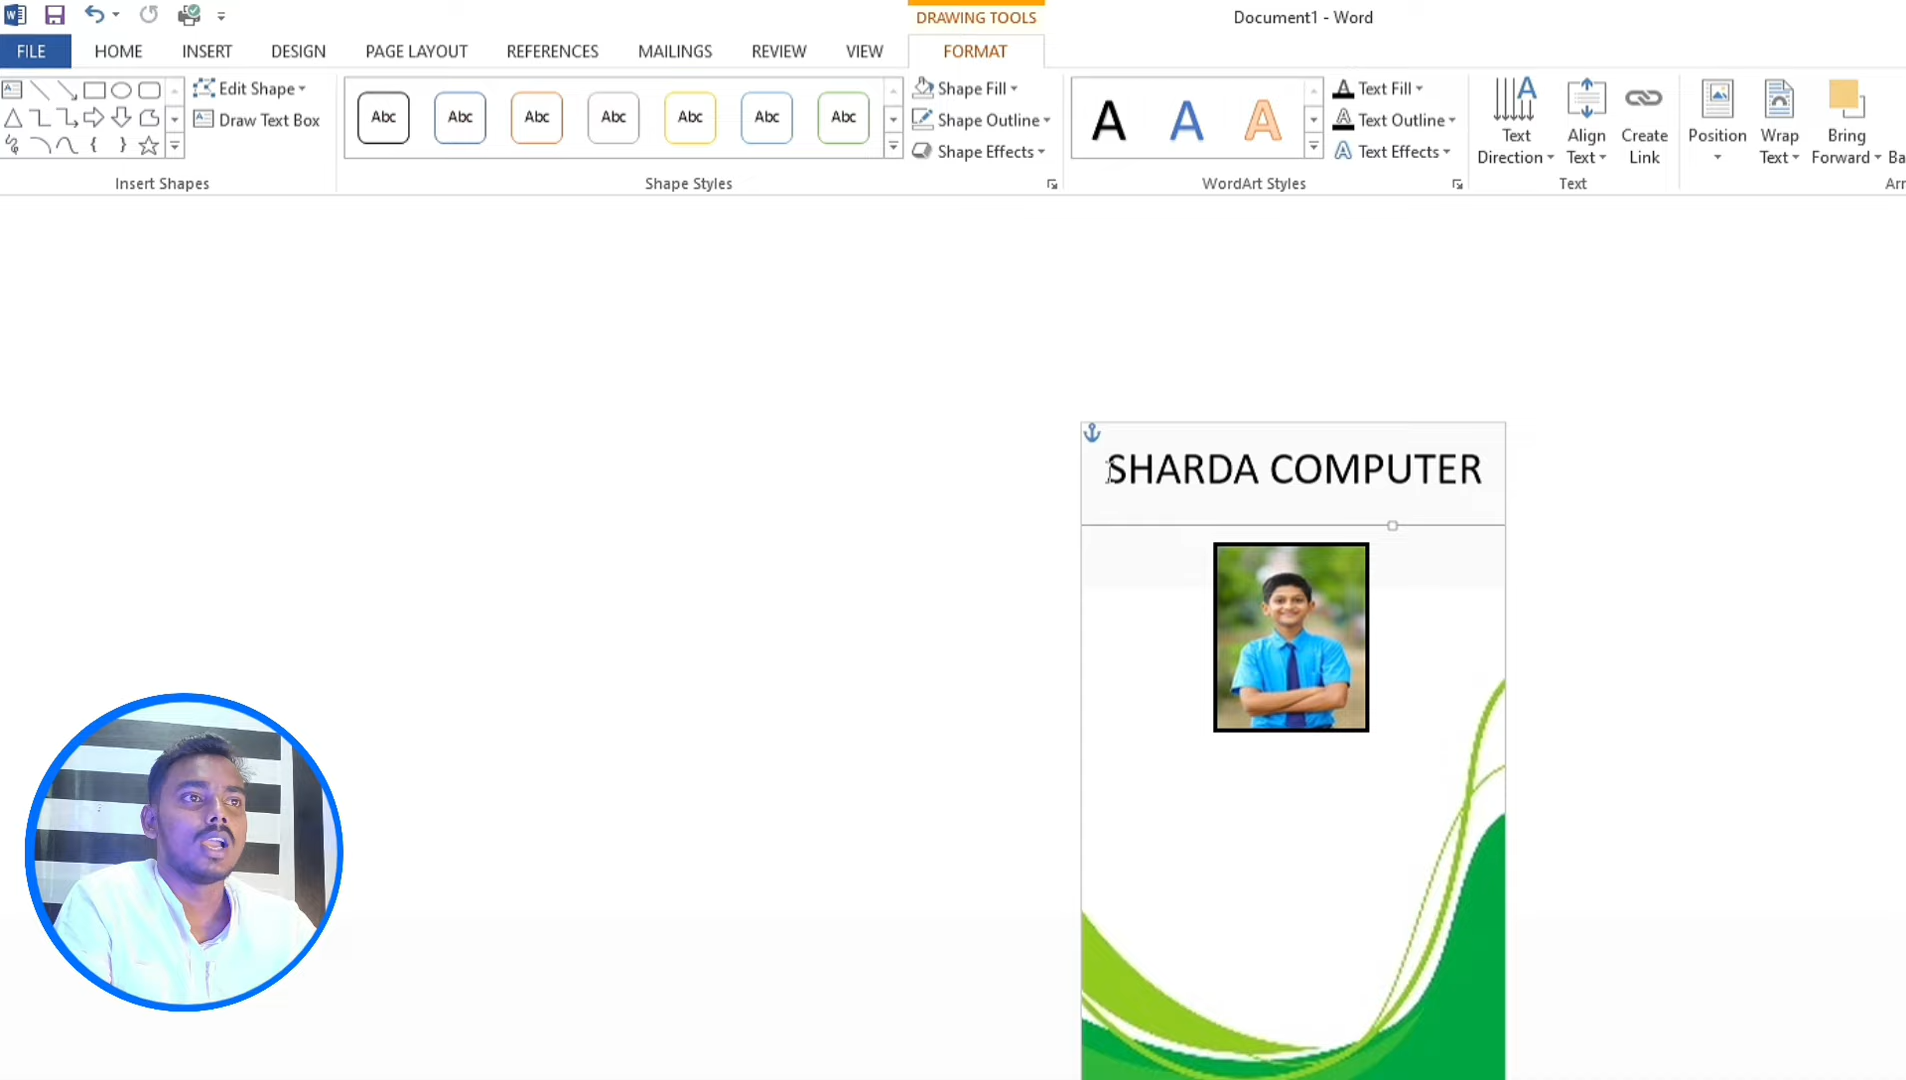 DRAWING TOOLS
Document1 - Word
FILE HOME INSERT DESIGN PAGE LAYOUT REFERENCES MAILINGS REVIEW VIEW FORMAT
Edit Shape
Draw Text Box
Insert Shapes
Abc Abc Abc Abc Abc Abc Abc
Shape Fill
Shape Outline
Shape Effects
Shape Styles
A A A
Text Fill
Text Outline
Text Effects
WordArt Styles
Text Direction
Align Text
Create Link
Text
Position
Wrap Text
Bring Forward
Ba
Arr
SHARDA COMPUTER